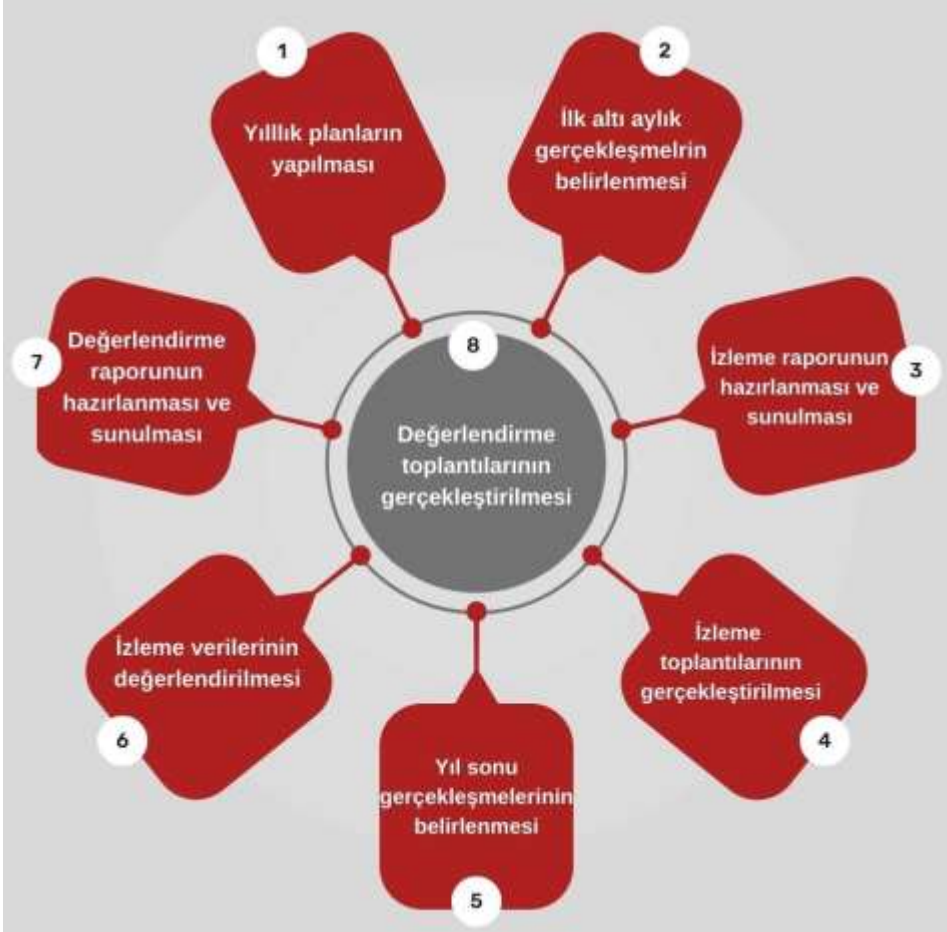 1
Yılllık planların
yapılması
2
İlk altı aylık
gerçekleşmelrin
belirlenmesi
3
İzleme raporunun
hazırlanması ve
sunulması
4
İzleme
toplantılarının
gerçekleştirilmesi
5
Yıl sonu
gerçekleşmelerinin
belirlenmesi
6
İzleme verilerinin
değerlendirilmesi
7
Değerlendirme
raporunun
hazırlanması ve
sunulması
8
Değerlendirme
toplantılarının
gerçekleştirilmesi